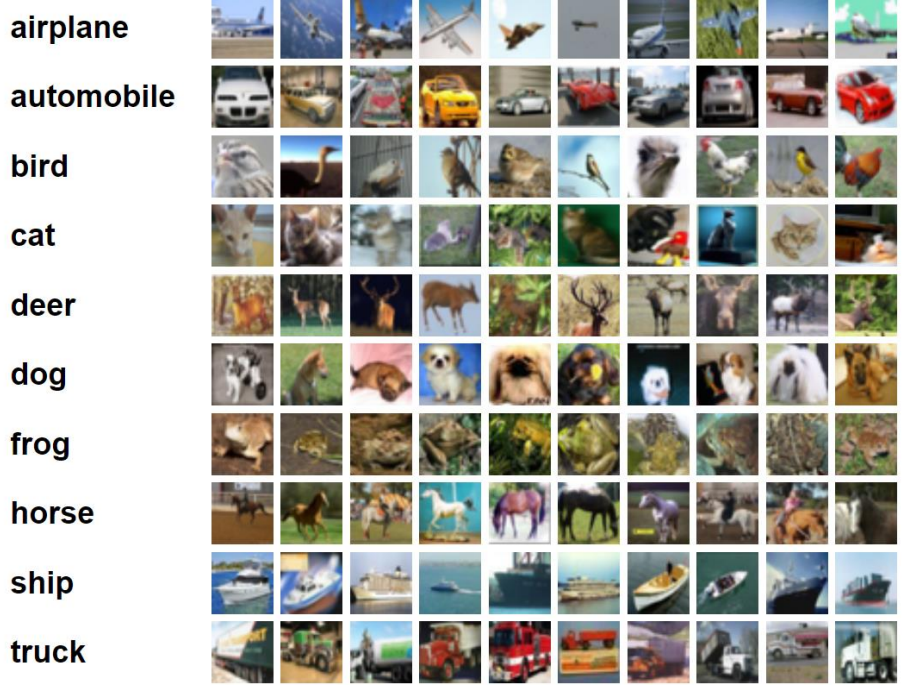 airplane
automobile
bird
cat
deer
dog
frog
horse
ship
truck